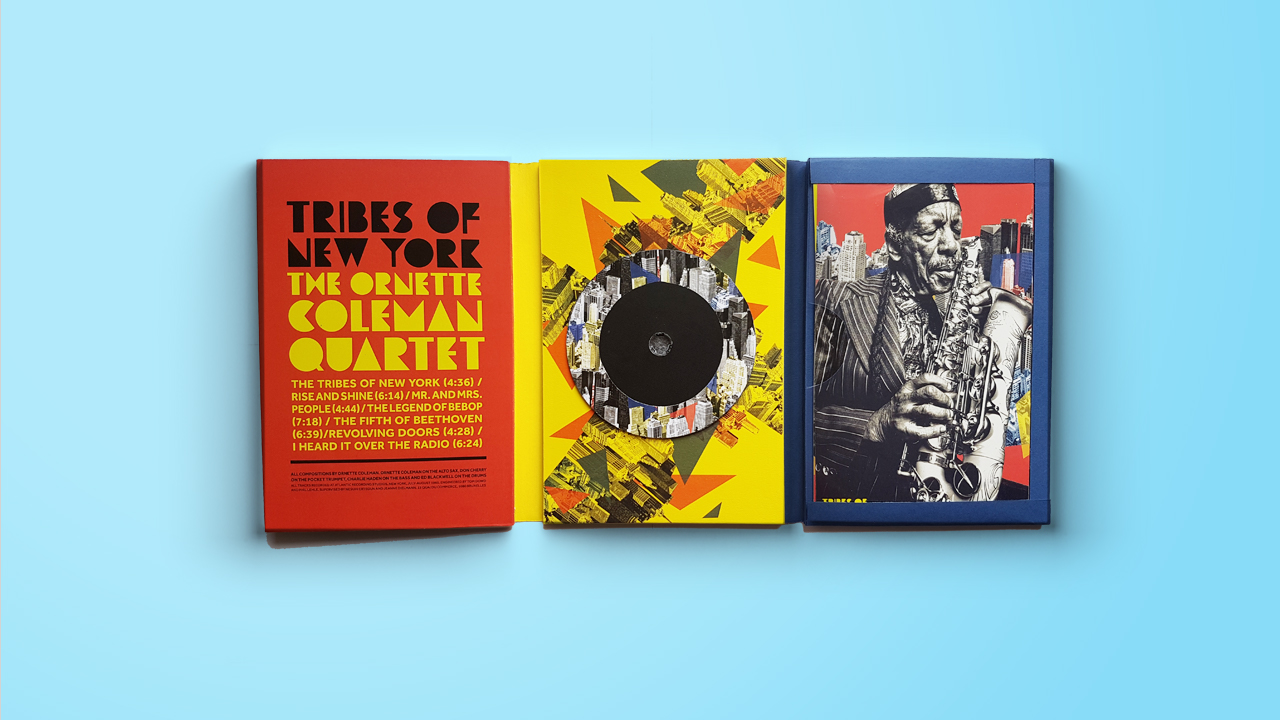 TRIBES OF
NEW YORK
THE ORNETTE
COLEMAN
QUARTET
THE TRIBES OF NEW YORK (4:36) /
RISE AND SHINE (6:14) / MR. AND MRS.
PEOPLE (4:44) / THE LEGEND OF BEBOP
(7:18) / THE FIFTH OF BEETHOVEN
(6:39)/REVOLVING DOORS (4:28) /
I HEARD IT OVER THE RADIO (6:24)
ALL COMPOSITIONS BY ORNETTE COLEMAN. ORNETTE COLEMAN ON THE ALTO SAX, DON CHERRY
ON THE POCKET TRUMPET, CHARLIE HADEN ON THE BASS AND ED BLACKWELL ON THE DRUMS
TRIBES OF